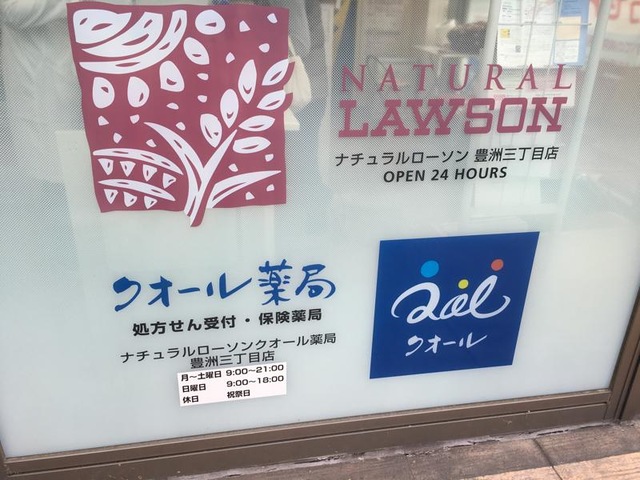 NATURAL
LAWSON
ナチュラルローソン 豊洲三丁目店
OPEN 24 HOURS
クオール薬局
処方せん受付・保険薬局
ナチュラルローソンクオール薬局
豊洲三丁目店
月～土曜日 9:00～21:00
日曜日 9:00～18:00
休日 祝祭日
Qol
クオール